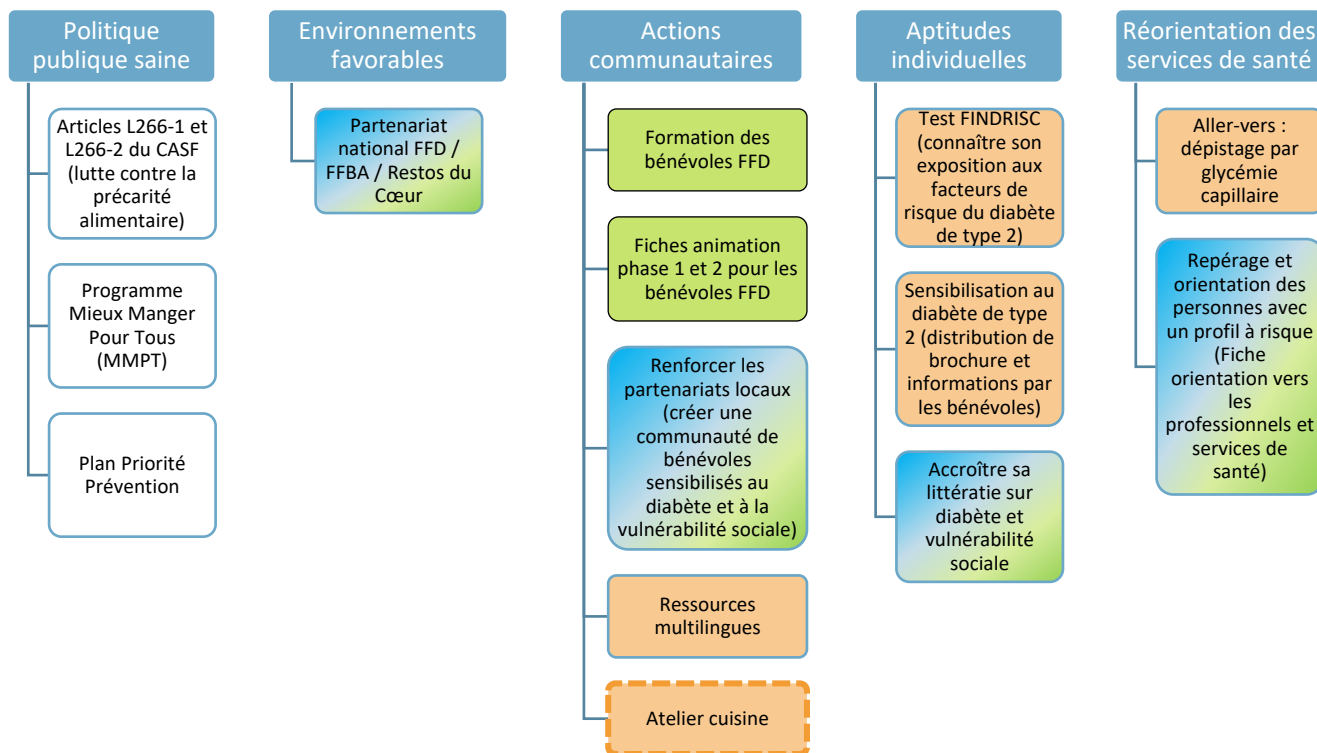 Politique
publique saine
Articles L266-1 et
L266-2 du CASF
(lutte contre la
précarité
alimentaire)
Programme
Mieux Manger
Pour Tous
(MMPT)
Plan Priorité
Prévention
Environnements
favorables
Partenariat
national FFD /
FFBA / Restos du
Cœur
Actions
communautaires
Formation des
bénévoles FFD
Fiches animation
phase 1 et 2 pour les
bénévoles FFD
Renforcer les
partenariats locaux
(créer une
communauté de
bénévoles
sensibilisés au
diabète et à la
vulnérabilité sociale)
Ressources
multilingues
Atelier cuisine
Aptitudes
individuelles
Test FINDRISC
(connaître son
exposition aux
facteurs de
risque du diabète
de type 2)
Sensibilisation au
diabète de type
2 (distribution de
brochure et
informations par
les bénévoles)
Accroître sa
littératie sur
diabète et
vulnérabilité
sociale
Réorientation des
services de santé
Aller-vers :
dépistage par
glycémie
capillaire
Repérage et
orientation des
personnes avec
un profil à risque
(Fiche
orientation vers
les
professionnels et
services de
santé)